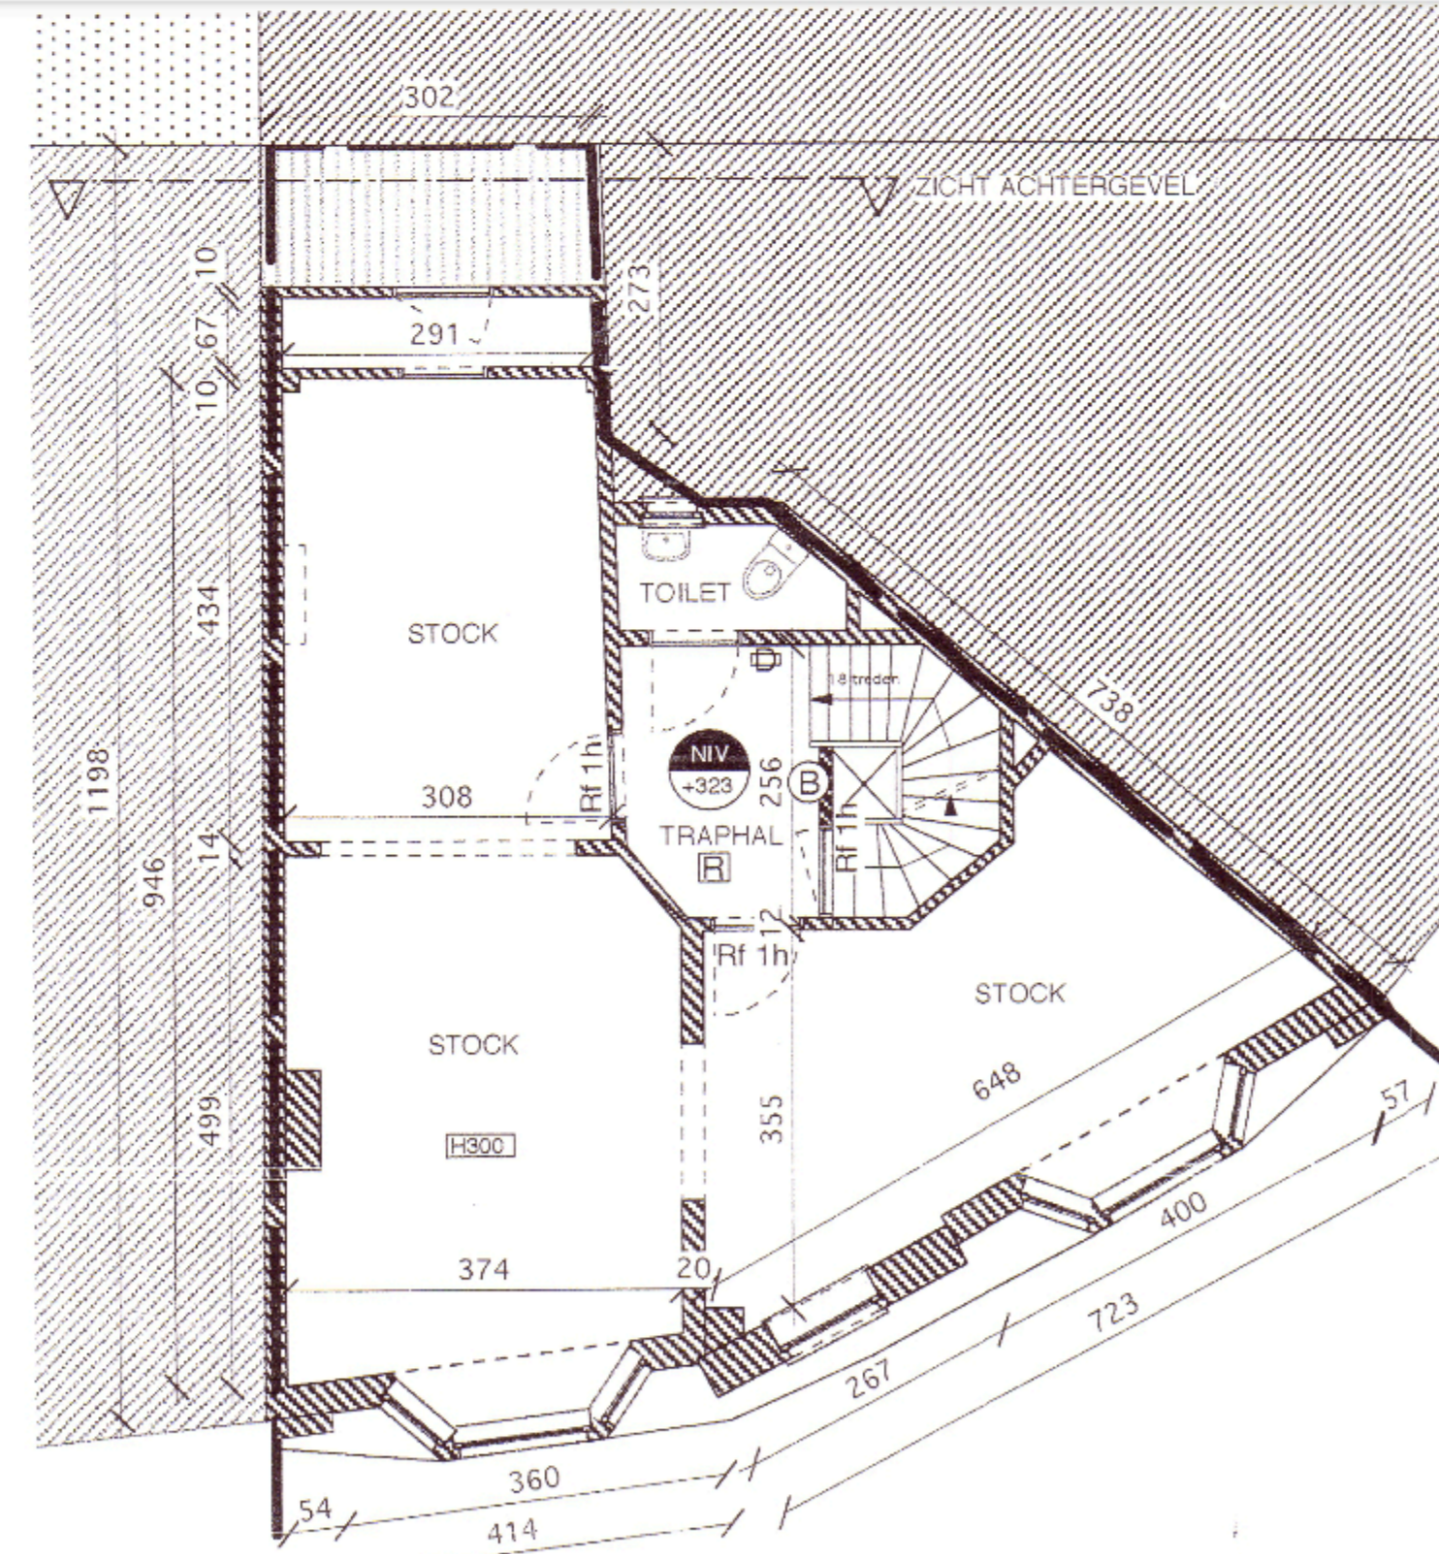 302
ZICHT ACHTERGEVEL
10
273
67
291
10
434
TOILET
STOCK
18 treden
738
1198
NIV
+323
256
B
Rf 1h
308
TRAPHAL
Rf 1h
R
14
946
12
Rf 1h
STOCK
STOCK
499
H300
355
648
57
374
20
400
723
267
360
54
414